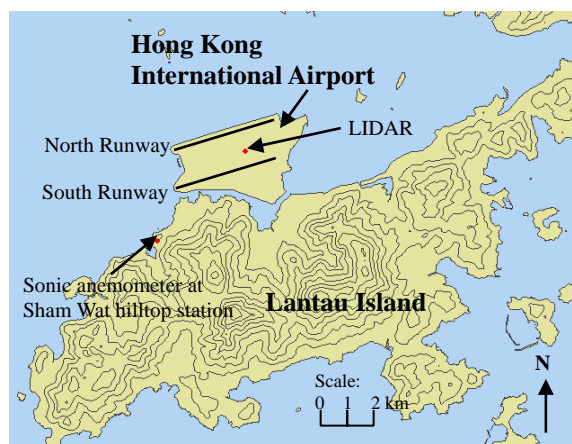 Hong Kong
International Airport
LIDAR
North Runway
South Runway
Sonic anemometer at
Sham Wat hilltop station
Lantau Island
N
Scale:
0 1 2 km